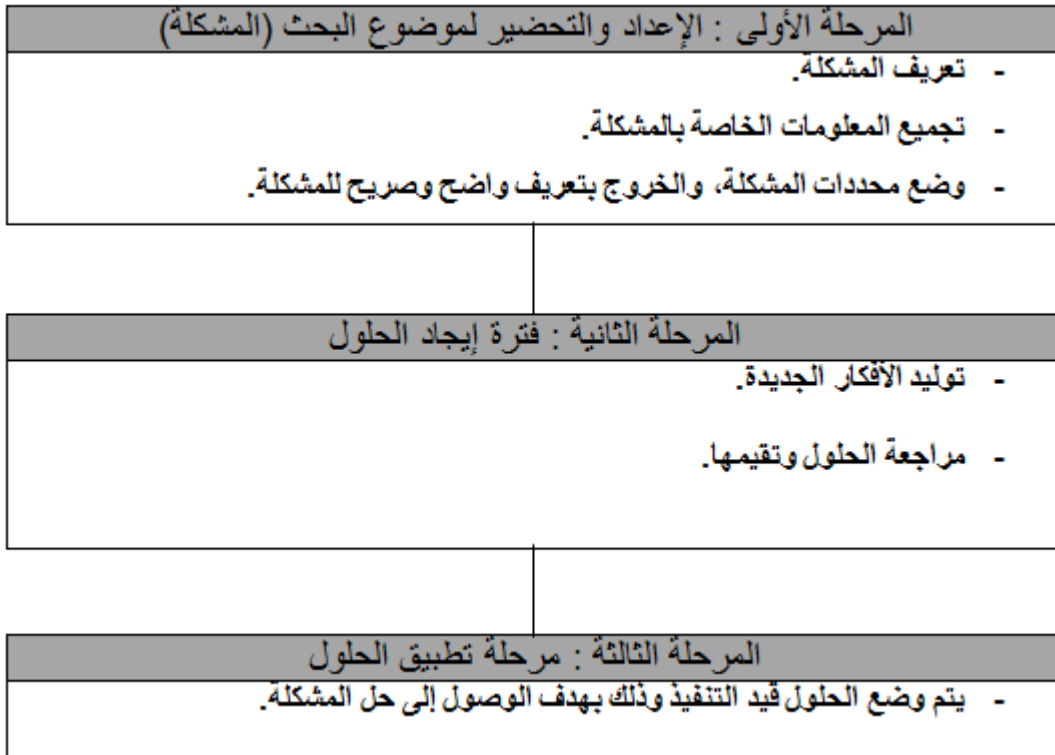 المرحلة الأولى : الإعداد والتحضير لموضوع البحث (المشكلة)
- تعريف المشكلة.
- تجميع المعلومات الخاصة بالمشكلة.
- وضع محددات المشكلة، والخروج بتعريف واضح وصريح للمشكلة.
المرحلة الثانية : فترة إيجاد الحلول
- توليد الأفكار الجديدة.
- مراجعة الحلول وتقيمها.
المرحلة الثالثة : مرحلة تطبيق الحلول
- يتم وضع الحلول قيد التنفيذ وذلك بهدف الوصول إلى حل المشكلة.